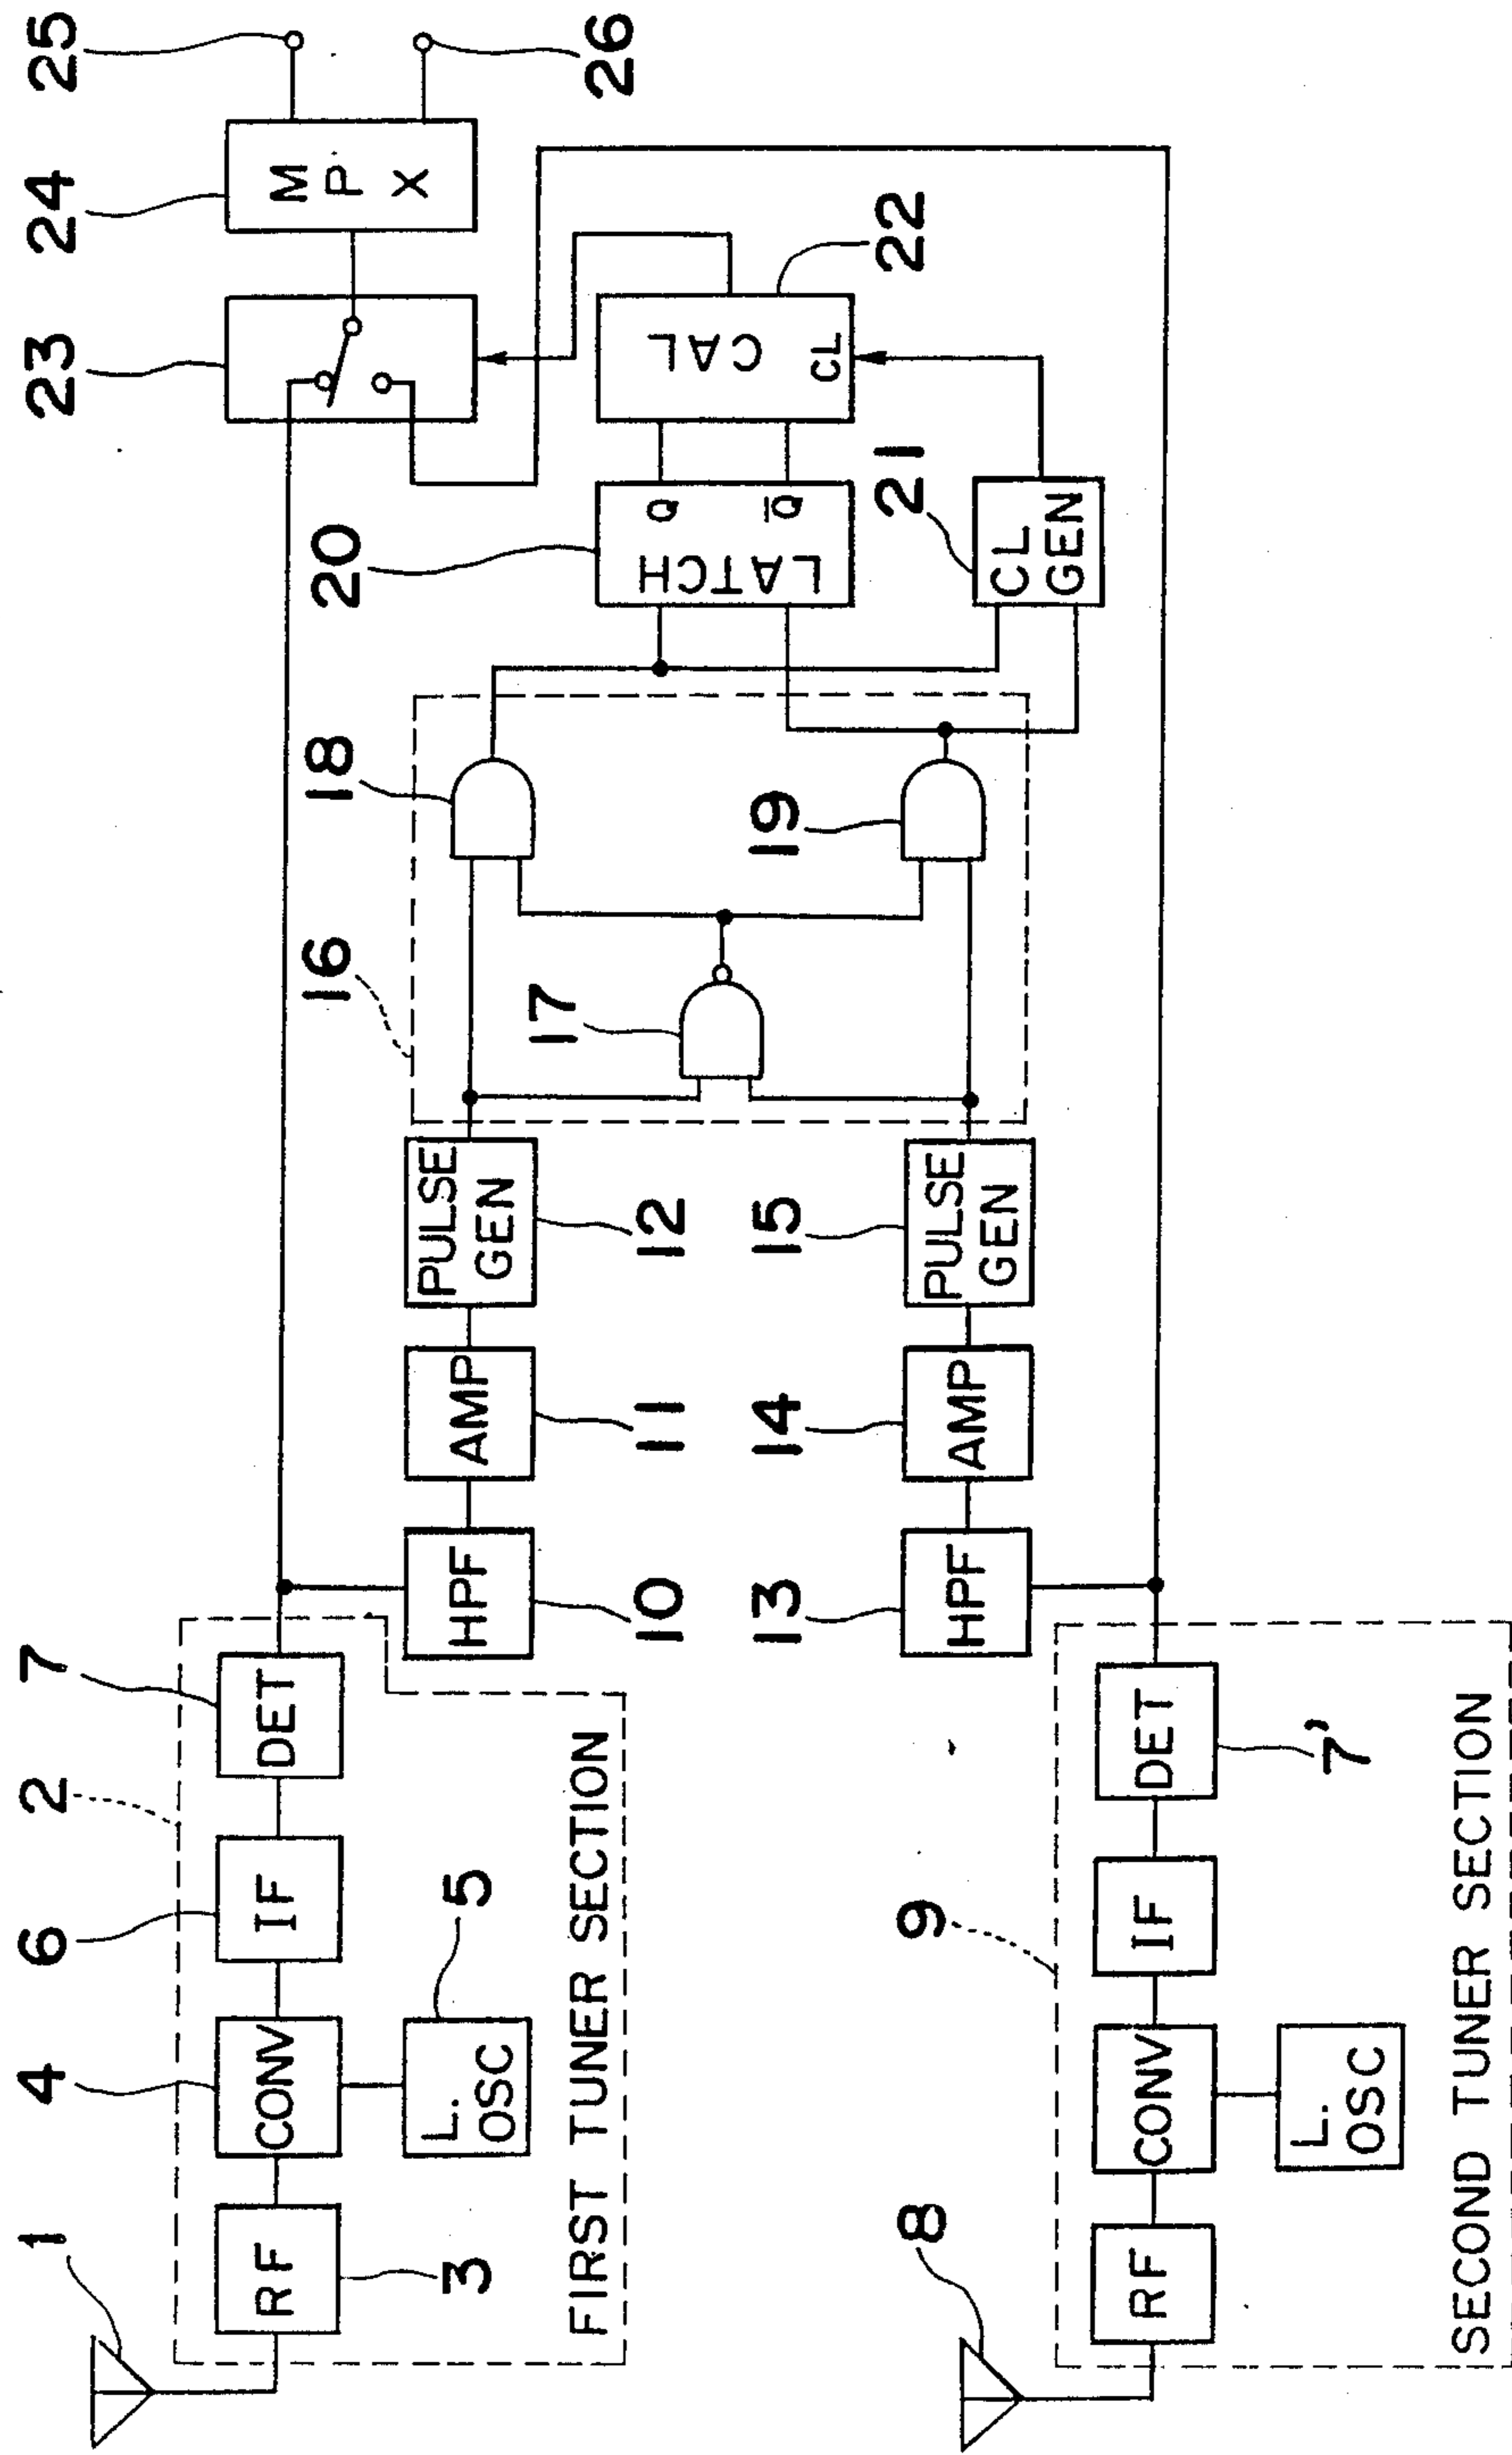 1
2
7
6
4
RF
CONV
IF
DET
3
L.
OSC
5
FIRST TUNER SECTION
HPF
10
AMP
11
PULSE
GEN
12
16
17
18
19
20
LATCH
Q
Q̅
CAL
CL
22
21
CL
GEN
23
24
M
P
X
25
26
13
HPF
14
AMP
15
PULSE
GEN
8
9
RF
CONV
IF
DET
7'
L.
OSC
SECOND TUNER SECTION